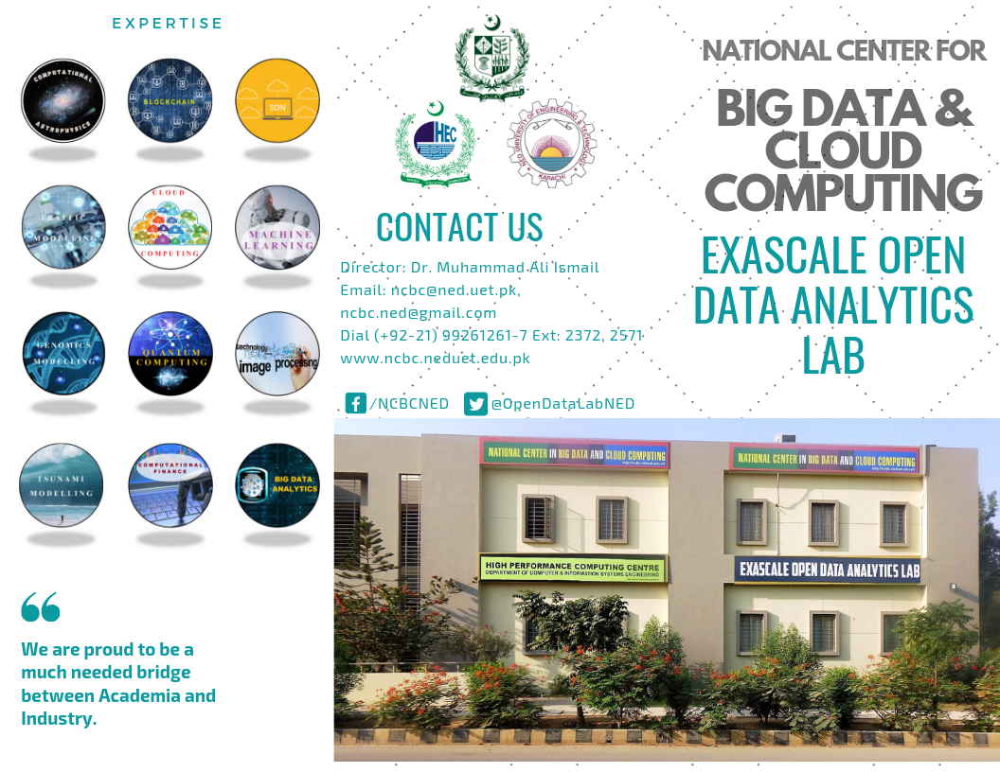 EXPERTISE
COMPUTATIONAL
ASTROPHYSICS
BLOCKCHAIN
SDN
TRAFFIC
MODELLING
CLOUD
COMPUTING
MACHINE
LEARNING
GENOMICS
MODELLING
QUANTUM
COMPUTING
technology
image processing
TSUNAMI
MODELLING
COMPUTATIONAL
FINANCE
BIG DATA
ANALYTICS
We are proud to be a
much needed bridge
between Academia and
Industry.
HEC
HIGHER EDUCATION COMMISSION
NED UNIVERSITY OF ENGINEERING & TECHNOLOGY
KARACHI
CONTACT US
Director: Dr. Muhammad Ali Ismail
Email: ncbc@ned.uet.pk,
ncbc.ned@gmail.com
Dial (+92-21) 99261261-7 Ext: 2372, 2571
www.ncbc.neduet.edu.pk
/NCBCNED @OpenDataLabNED
NATIONAL CENTER FOR
BIG DATA &
CLOUD
COMPUTING
EXASCALE OPEN
DATA ANALYTICS
LAB
NATIONAL CENTER IN BIG DATA AND CLOUD COMPUTING
NATIONAL CENTER IN BIG DATA AND CLOUD COMPUTING
HIGH PERFORMANCE COMPUTING CENTRE
DEPARTMENT OF COMPUTER & INFORMATION SYSTEMS ENGINEERING
EXASCALE OPEN DATA ANALYTICS LAB